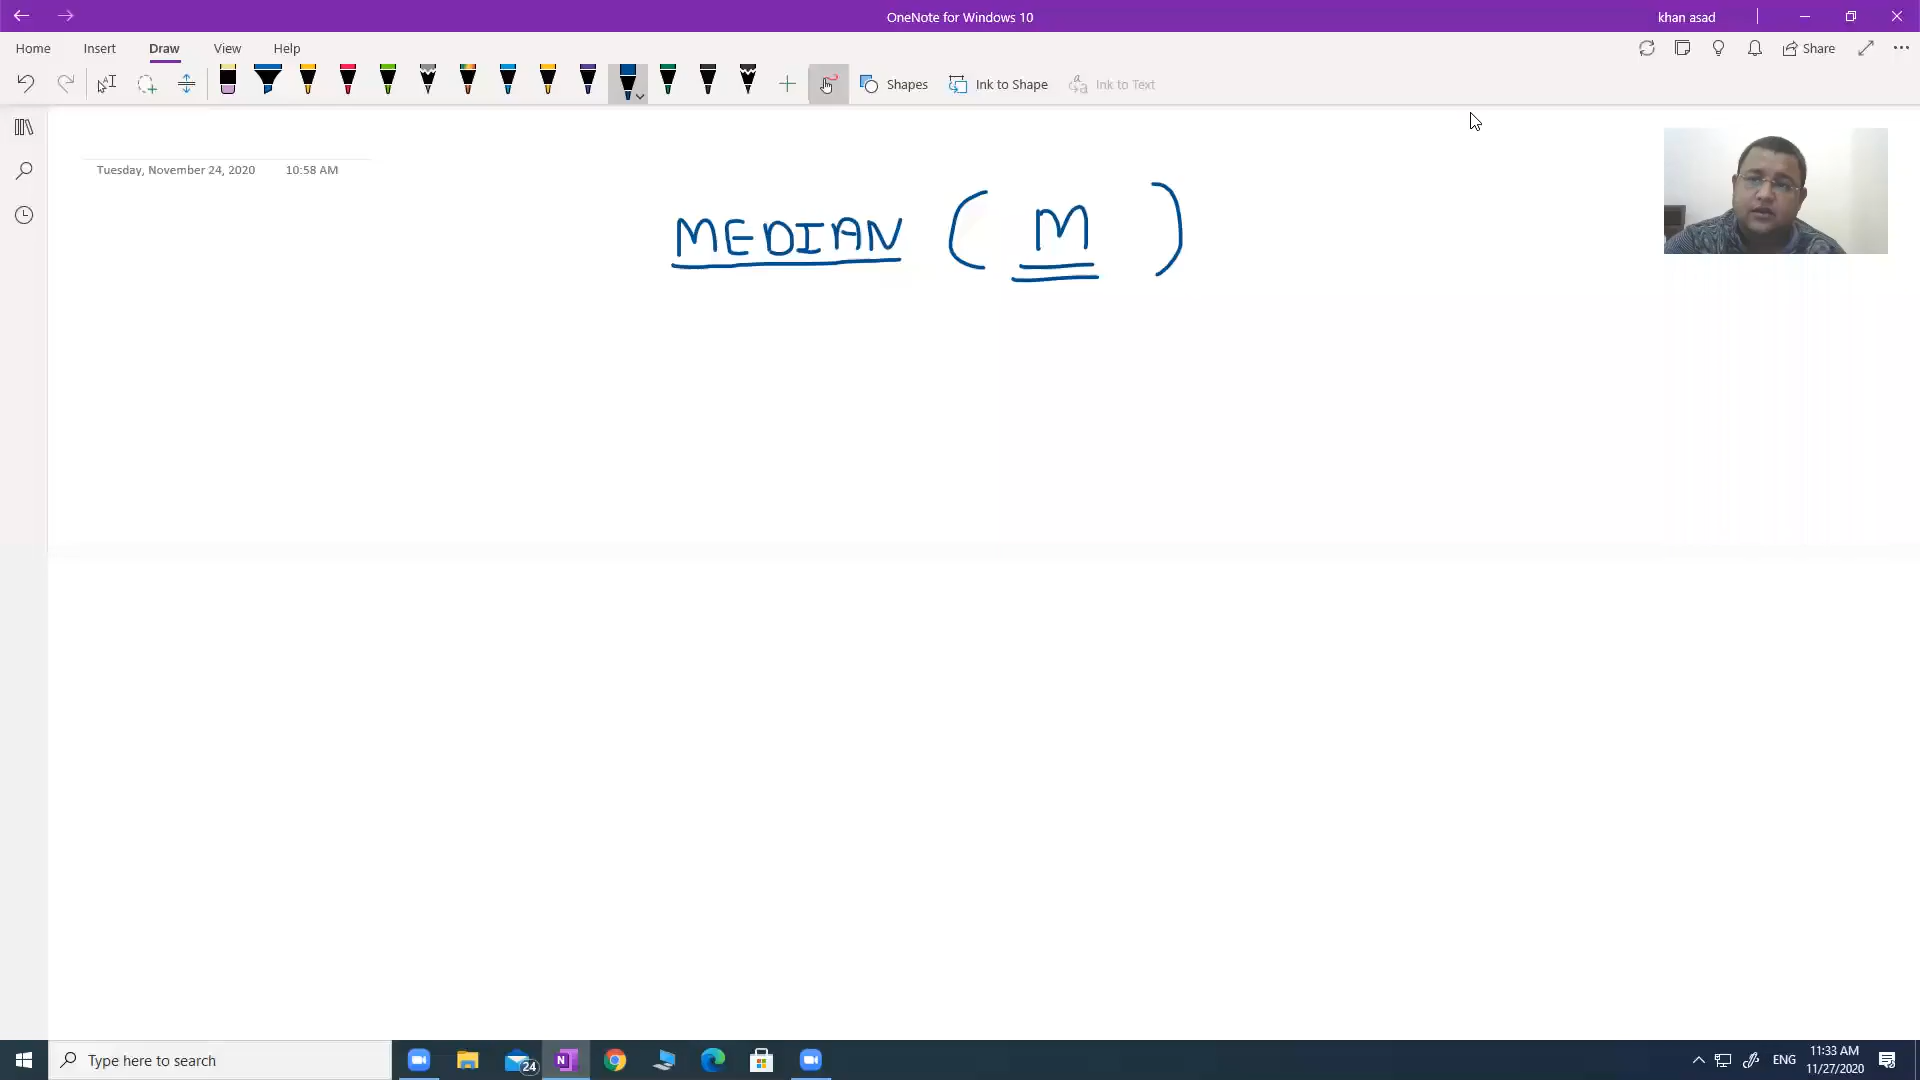 OneNote for Windows 10
khan asad
Home Insert Draw View Help
Share
Shapes Ink to Shape Ink to Text
Tuesday, November 24, 2020 10:58 AM
MEDIAN ( M )
Type here to search
24
N
ENG
11:33 AM
11/27/2020